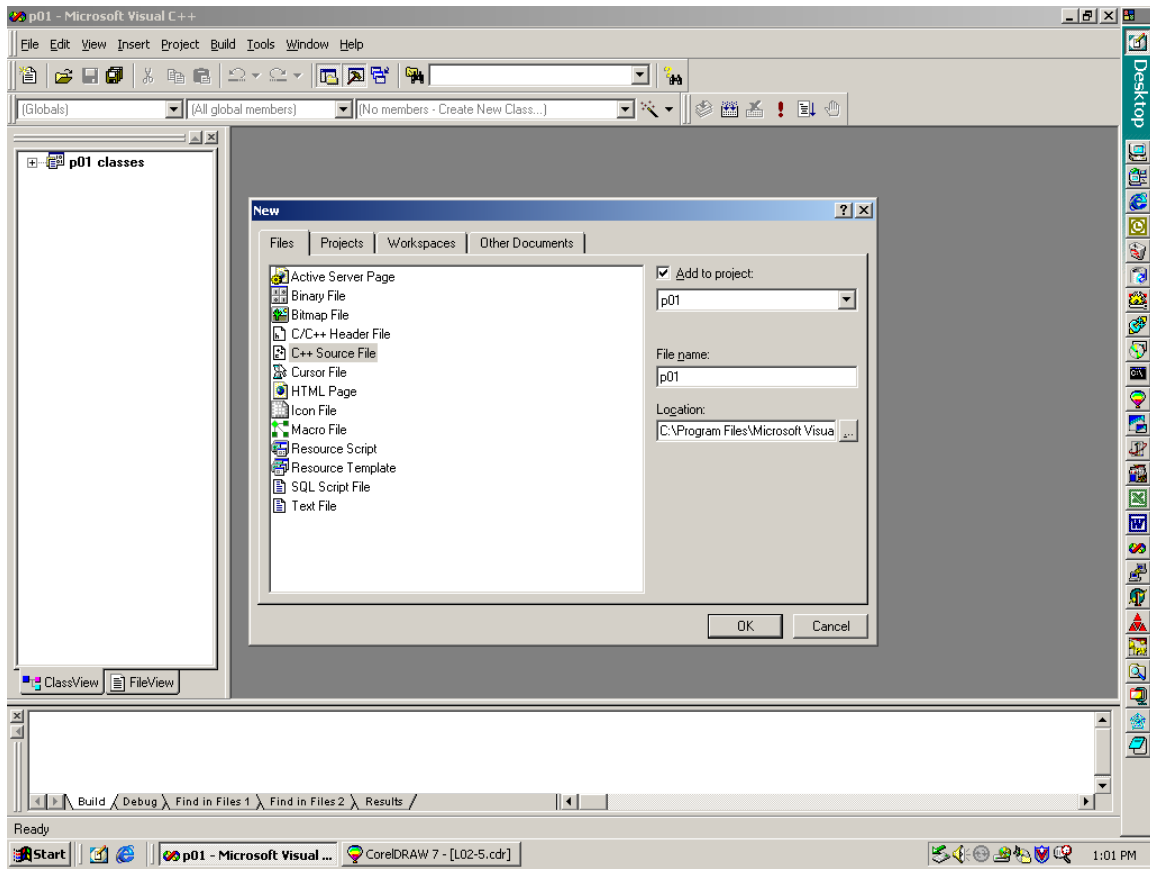 p01 - Microsoft Visual C++
File Edit View Insert Project Build Tools Window Help
(Globals) (All global members) (No members - Create New Class...)
Desktop
p01 classes
New
Files Projects Workspaces Other Documents
Active Server Page
Binary File
Bitmap File
C/C++ Header File
C++ Source File
Cursor File
HTML Page
Icon File
Macro File
Resource Script
Resource Template
SQL Script File
Text File
Add to project:
p01
File name:
p01
Location:
C:\Program Files\Microsoft Visua ...
OK Cancel
ClassView FileView
Build Debug Find in Files 1 Find in Files 2 Results
Ready
Start p01 - Microsoft Visual ... CorelDRAW 7 - [L02-5.cdr] 1:01 PM